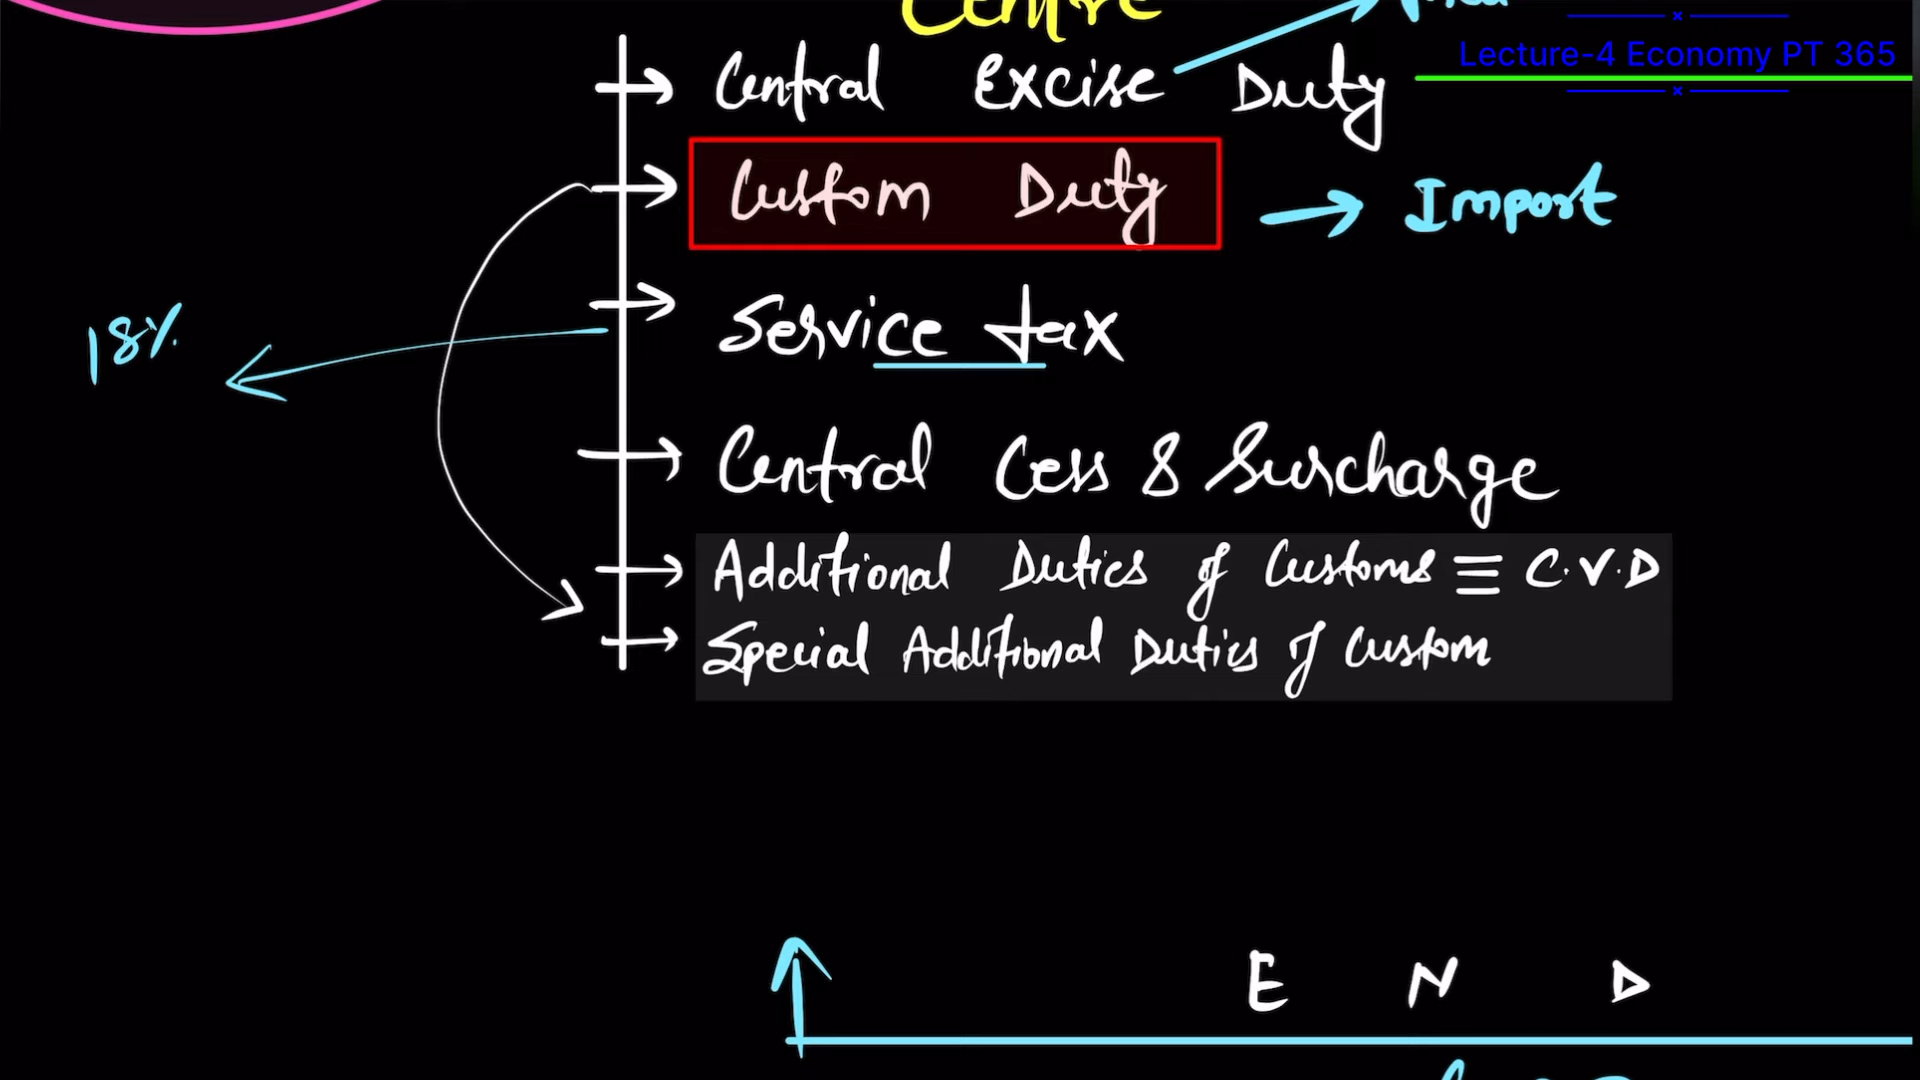 Centre
Lecture-4 Economy PT 365
Central Excise Duty
Custom Duty → Import
18%
Service tax
Central Cess & Surcharge
Additional Duties of Customs ≡ C.V.D
Special Additional Duties of Custom
E N D